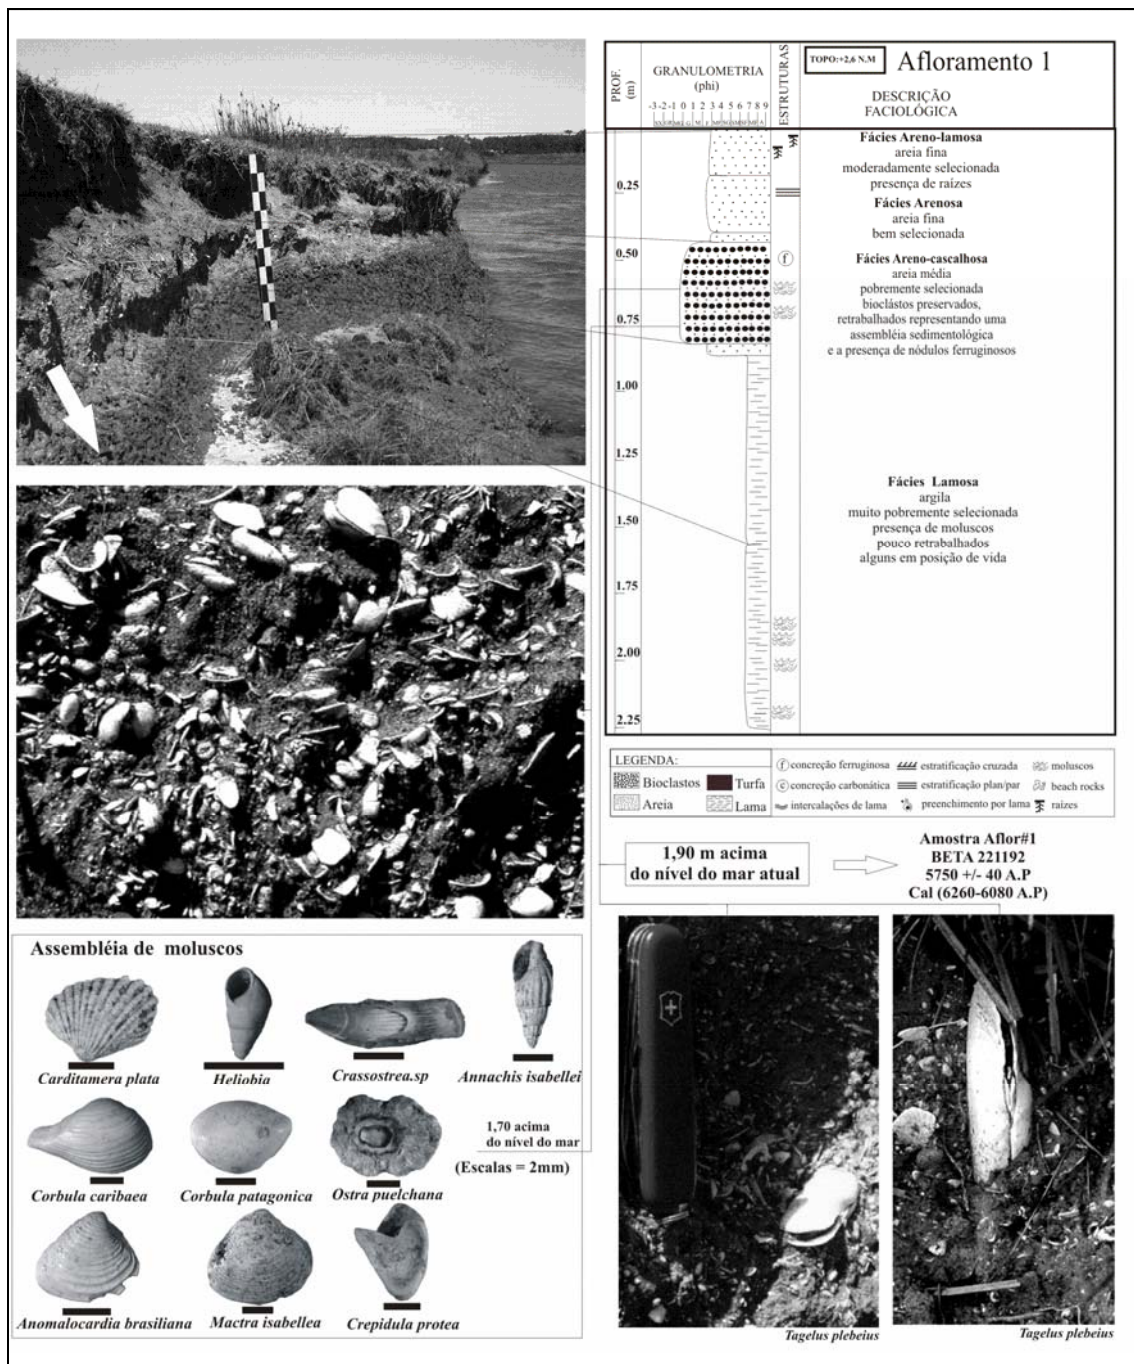 PROF.
(m)
GRANULOMETRIA
(phi)
-3 -2 -1 0 1 2 3 4 5 6 7 8 9
ESTRUTURAS
TOPO:+2,6 N.M
Afloramento 1
DESCRIÇÃO
FACIOLÓGICA
0.25
0.50
0.75
1.00
1.25
1.50
1.75
2.00
2.25
f
Fácies Areno-lamosa
areia fina
moderadamente selecionada
presença de raízes
Fácies Arenosa
areia fina
bem selecionada
Fácies Areno-cascalhosa
areia média
pobremente selecionada
bioclástos preservados,
retrabalhados representando uma
assembléia sedimentológica
e a presença de nódulos ferruginosos
Fácies Lamosa
argila
muito pobremente selecionada
presença de moluscos
pouco retrabalhados
alguns em posição de vida
LEGENDA:
Bioclastos
Turfa
Areia
Lama
f concreção ferruginosa
estratificação cruzada
moluscos
c concreção carbonática
estratificação plan/par
beach rocks
intercalações de lama
preenchimento por lama
raízes
1,90 m acima
do nível do mar atual
Amostra Aflor#1
BETA 221192
5750 +/- 40 A.P
Cal (6260-6080 A.P)
Assembléia de moluscos
Carditamera plata
Heliobia
Crassostrea.sp
Annachis isabellei
Corbula caribaea
Corbula patagonica
Ostra puelchana
1,70 acima
do nível do mar
(Escalas = 2mm)
Anomalocardia brasiliana
Mactra isabellea
Crepidula protea
Tagelus plebeius
Tagelus plebeius